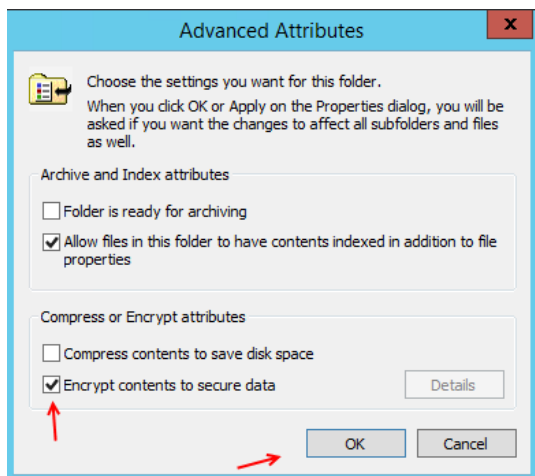 Advanced Attributes
x
Choose the settings you want for this folder.
When you click OK or Apply on the Properties dialog, you will be
asked if you want the changes to affect all subfolders and files
as well.
Archive and Index attributes
Folder is ready for archiving
Allow files in this folder to have contents indexed in addition to file
properties
Compress or Encrypt attributes
Compress contents to save disk space
Encrypt contents to secure data
Details
OK
Cancel